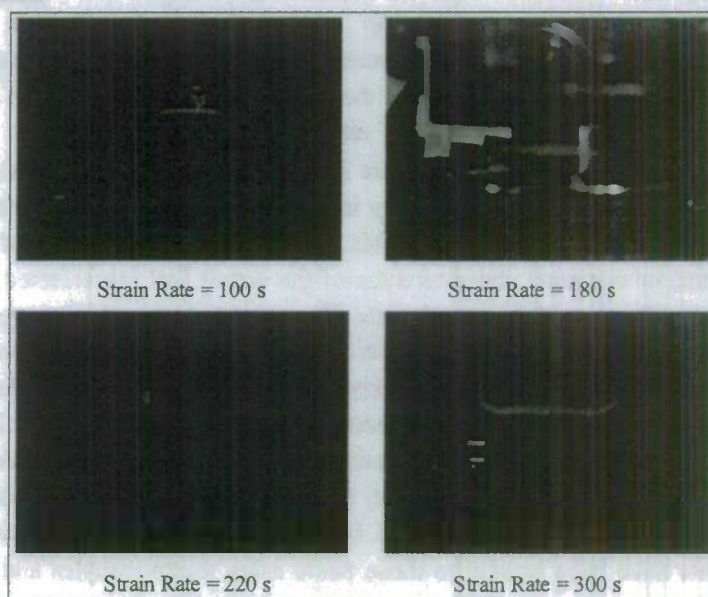 Strain Rate = 100 s
Strain Rate = 180 s
Strain Rate = 220 s
Strain Rate = 300 s